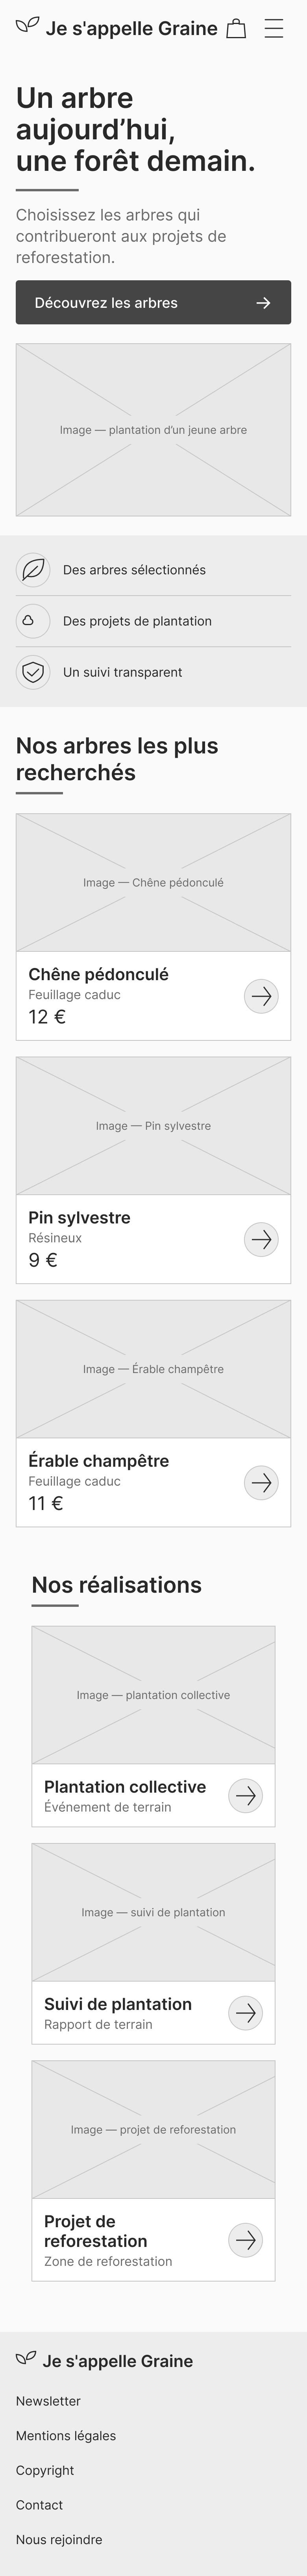 Je s'appelle Graine
Un arbre
aujourd’hui,
une forêt demain.
Choisissez les arbres qui
contribueront aux projets de
reforestation.
Découvrez les arbres
Image — plantation d’un jeune arbre
Des arbres sélectionnés
Des projets de plantation
Un suivi transparent
Nos arbres les plus
recherchés
Image — Chêne pédonculé
Chêne pédonculé
Feuillage caduc
12 €
Image — Pin sylvestre
Pin sylvestre
Résineux
9 €
Image — Érable champêtre
Érable champêtre
Feuillage caduc
11 €
Nos réalisations
Image — plantation collective
Plantation collective
Événement de terrain
Image — suivi de plantation
Suivi de plantation
Rapport de terrain
Image — projet de reforestation
Projet de
reforestation
Zone de reforestation
Je s'appelle Graine
Newsletter
Mentions légales
Copyright
Contact
Nous rejoindre